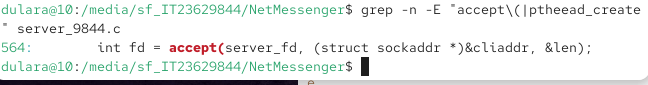 dulara@10:/media/sf_IT23629844/NetMessenger$ grep -n -E "accept\(|ptheead_create
" server_9844.c
564:        int fd = accept(server_fd, (struct sockaddr *)&cliaddr, &len);
dulara@10:/media/sf_IT23629844/NetMessenger$